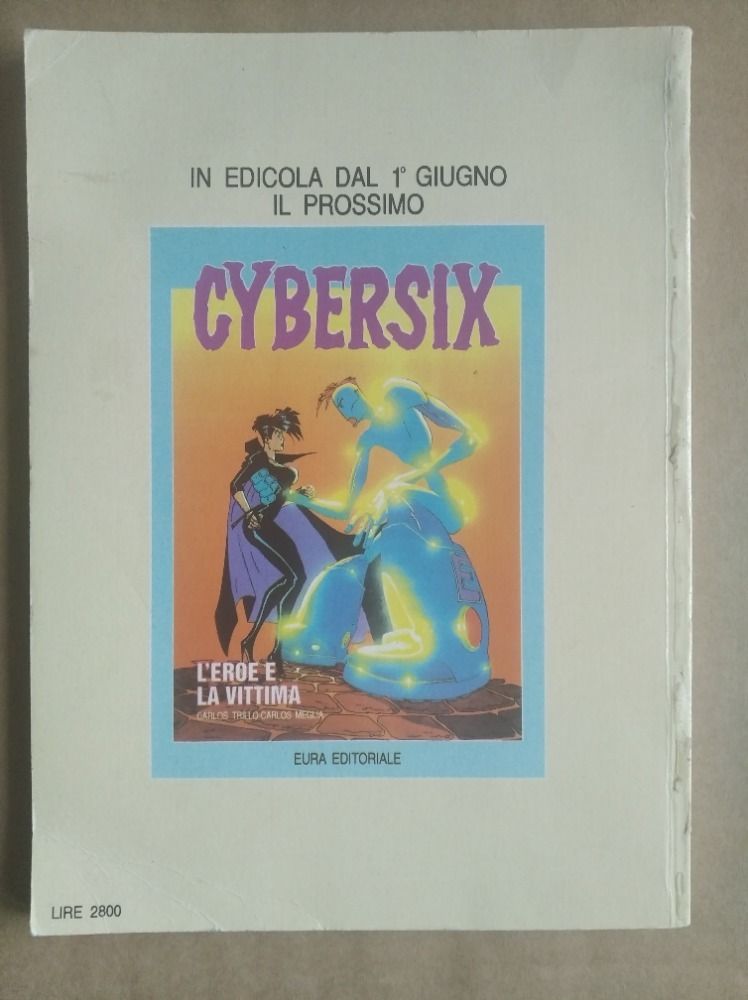 IN EDICOLA DAL 1° GIUGNO
IL PROSSIMO
CYBERSIX
L'EROE E
LA VITTIMA
CARLOS TRILLO-CARLOS MEGLIA
EURA EDITORIALE
LIRE 2800